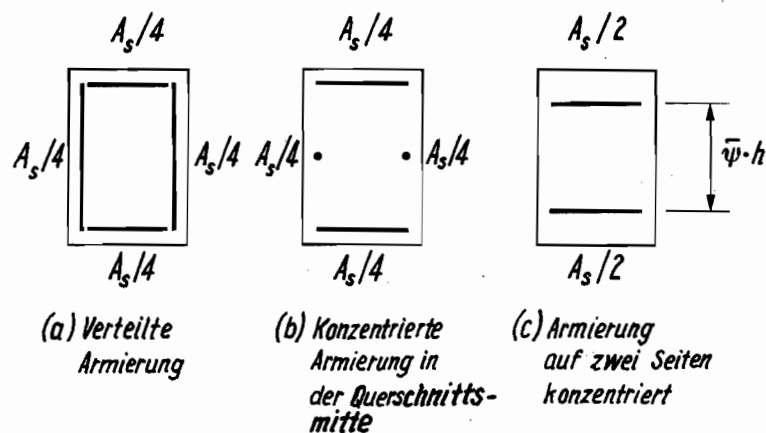 A_s/4
A_s/4
A_s/2
A_s/4
A_s/4
A_s/4
A_s/4
ψ̄·h
A_s/4
A_s/4
A_s/2
(a) Verteilte
Armierung
(b) Konzentrierte
Armierung in
der Querschnitts-
mitte
(c) Armierung
auf zwei Seiten
konzentriert